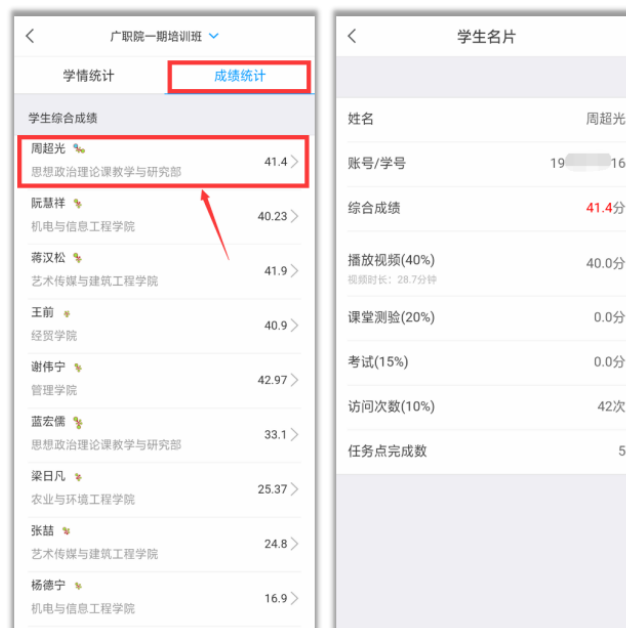 广职院一期培训班
学情统计
成绩统计
学生综合成绩
周超光
思想政治理论课教学与研究部
41.4
阮慧祥
机电与信息工程学院
40.23
蒋汉松
艺术传媒与建筑工程学院
41.9
王前
经贸学院
40.9
谢伟宁
管理学院
42.97
蓝宏儒
思想政治理论课教学与研究部
33.1
梁日凡
农业与环境工程学院
25.37
张喆
艺术传媒与建筑工程学院
24.8
杨德宁
机电与信息工程学院
16.9
学生名片
姓名 周超光
账号/学号 19 16
综合成绩 41.4分
播放视频(40%) 40.0分
视频时长：28.7分钟
课堂测验(20%) 0.0分
考试(15%) 0.0分
访问次数(10%) 42次
任务点完成数 5